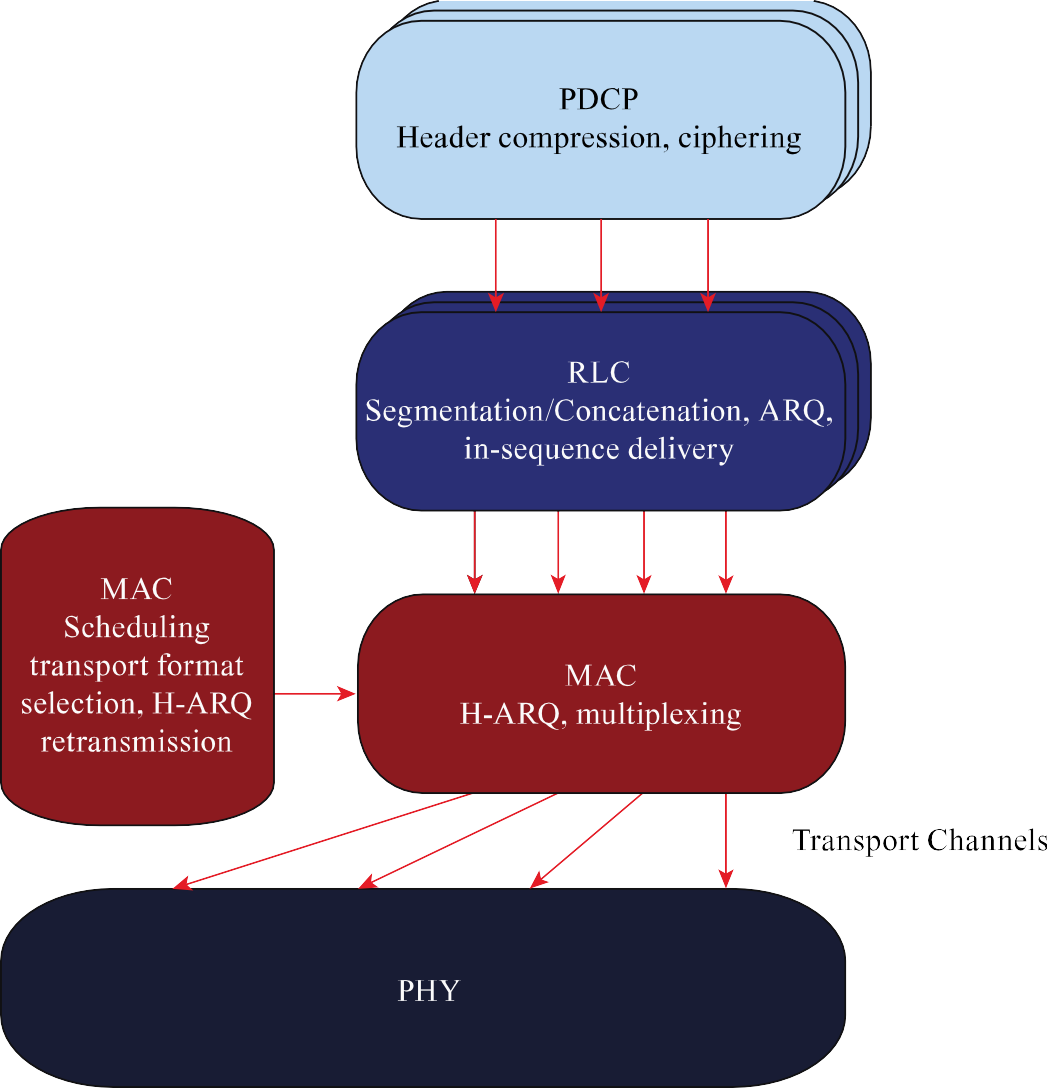 PDCP
Header compression, ciphering
RLC
Segmentation/Concatenation, ARQ,
in-sequence delivery
MAC
Scheduling
transport format
selection, H-ARQ
retransmission
MAC
H-ARQ, multiplexing
Transport Channels
PHY